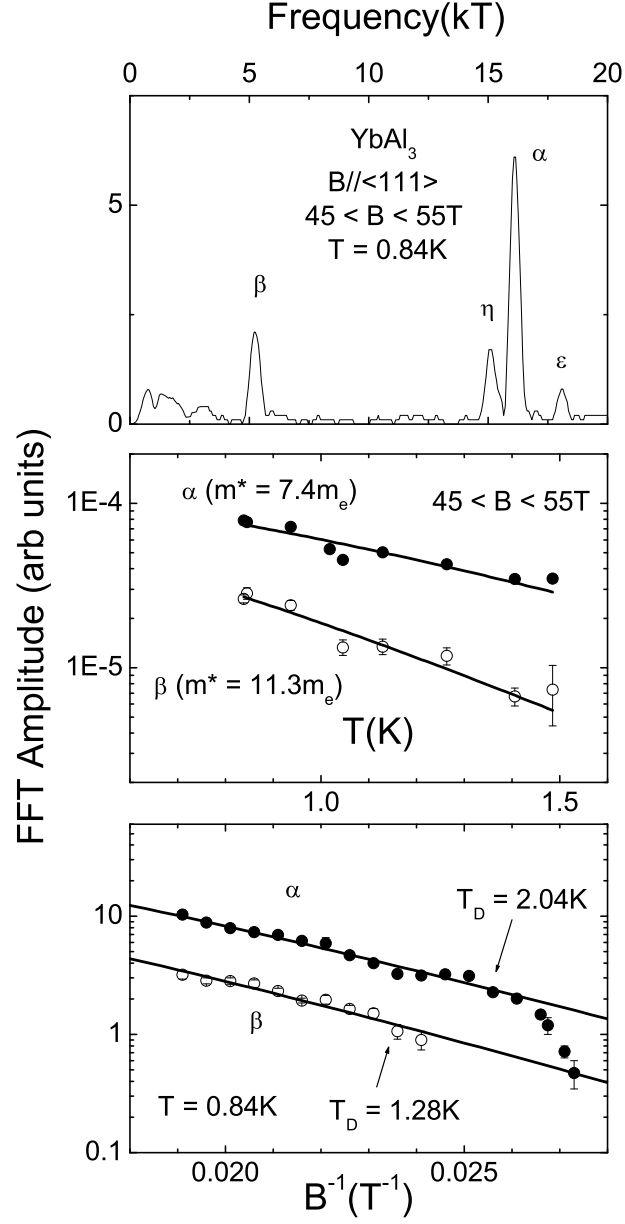 Frequency(kT)
0 5 10 15 20
YbAl3
B//<111>
45 < B < 55T
T = 0.84K
α
β
η
ε
5
0
FFT Amplitude (arb units)
α (m* = 7.4me)
45 < B < 55T
1E-4
1E-5
β (m* = 11.3me)
T(K)
1.0 1.5
α
TD = 2.04K
10
1
0.1
β
T = 0.84K
TD = 1.28K
0.020 0.025
B-1(T-1)